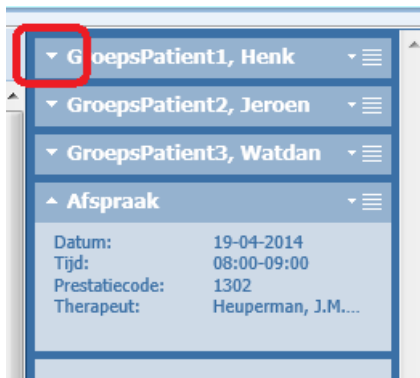 GroepsPatient1, Henk
GroepsPatient2, Jeroen
GroepsPatient3, Watdan
Afspraak
Datum: 19-04-2014
Tijd: 08:00-09:00
Prestatiecode: 1302
Therapeut: Heuperman, J.M....